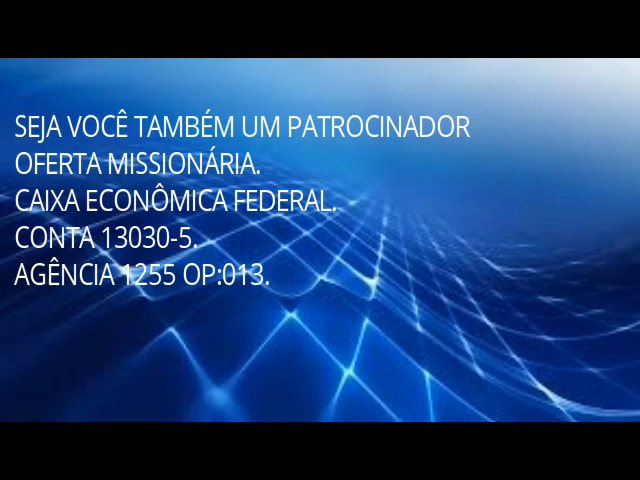 SEJA VOCÊ TAMBÉM UM PATROCINADOR
OFERTA MISSIONÁRIA.
CAIXA ECONÔMICA FEDERAL.
CONTA 13030-5.
AGÊNCIA 1255 OP:013.